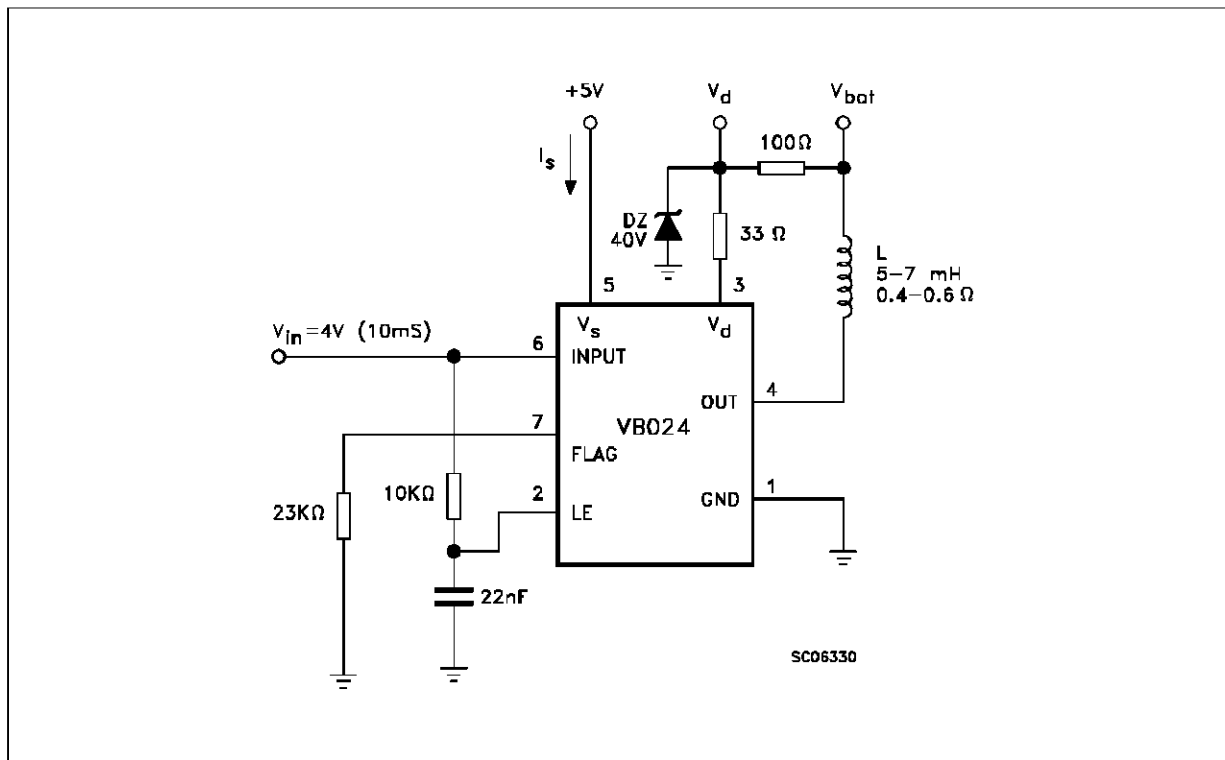 +5V
Vd
Vbat
Is
100Ω
DZ
40V
33 Ω
L
5-7 mH
0.4-0.6 Ω
5
3
Vs
Vd
Vin=4V (10mS)
6
INPUT
4
OUT
7
VB024
FLAG
10KΩ
2
LE
1
GND
23KΩ
22nF
SC06330